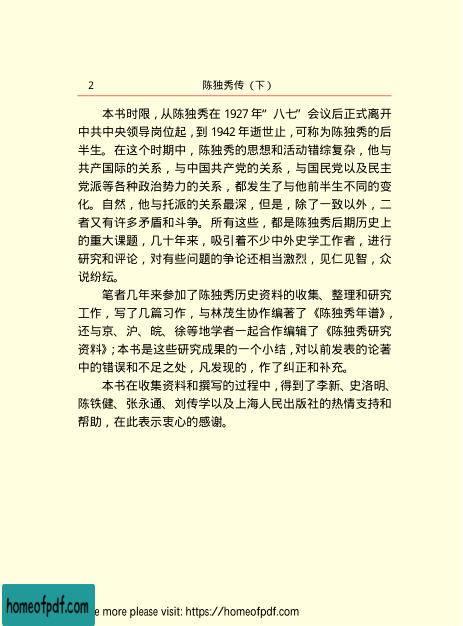 2 陈独秀传（下）
本书时限，从陈独秀在 1927 年“八七”会议后正式离开
中共中央领导岗位起，到 1942 年逝世止，可称为陈独秀的后
半生。在这个时期中，陈独秀的思想和活动错综复杂，他与
共产国际的关系，与中国共产党的关系，与国民党以及民主
党派等各种政治势力的关系，都发生了与他前半生不同的变
化。自然，他与托派的关系最深，但是，除了一致以外，二
者又有许多矛盾和斗争。所有这些，都是陈独秀后期历史上
的重大课题，几十年来，吸引着不少中外史学工作者，进行
研究和评论，对有些问题的争论还相当激烈，见仁见智，众
说纷纭。
笔者几年来参加了陈独秀历史资料的收集、整理和研究
工作，写了几篇习作，与林茂生协作编著了《陈独秀年谱》，
还与京、沪、皖、徐等地学者一起合作编辑了《陈独秀研究
资料》；本书是这些研究成果的一个小结，对以前发表的论著
中的错误和不足之处，凡发现的，作了纠正和补充。
本书在收集资料和撰写的过程中，得到了李新、史洛明、
陈铁健、张永通、刘传学以及上海人民出版社的热情支持和
帮助，在此表示衷心的感谢。
homeofpdf.com
e more please visit: https://homeofpdf.com